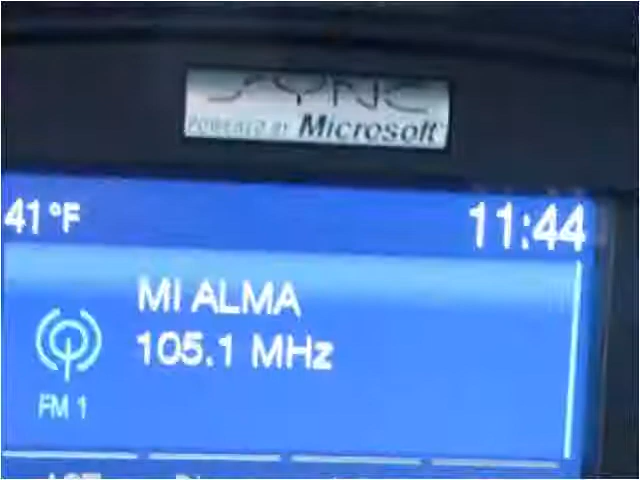 SYNC
POWERED BY Microsoft
41°F
11:44
MI ALMA
105.1 MHz
FM 1